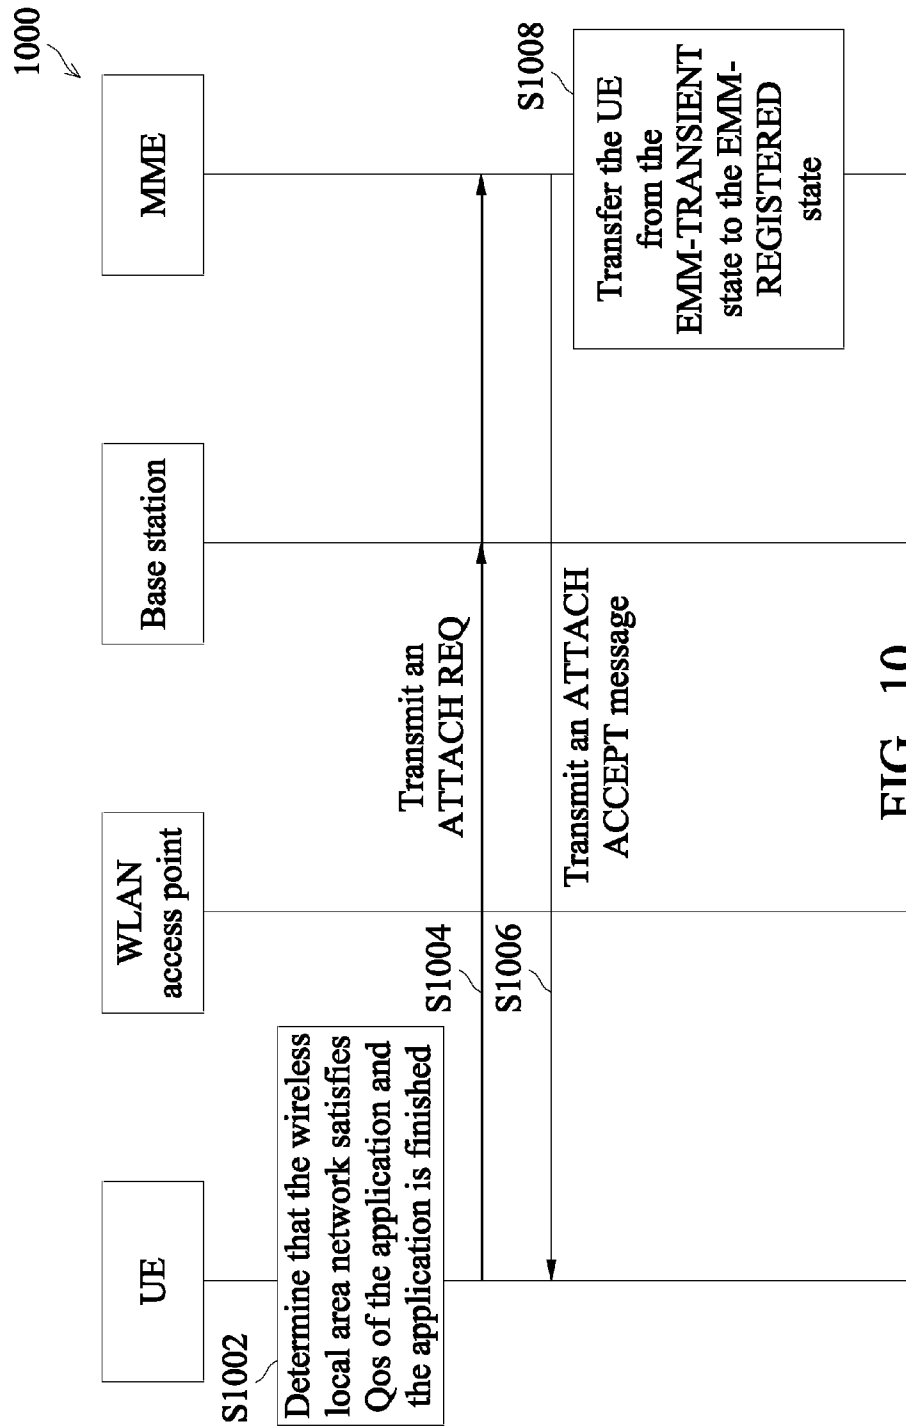 1000
UE
WLAN
access point
Base station
MME
S1002
Determine that the wireless
local area network satisfies
Qos of the application and
the application is finished
Transmit an
ATTACH REQ
S1004
S1006
Transmit an ATTACH
ACCEPT message
S1008
Transfer the UE
from the
EMM-TRANSIENT
state to the EMM-
REGISTERED
state
FIG. 10